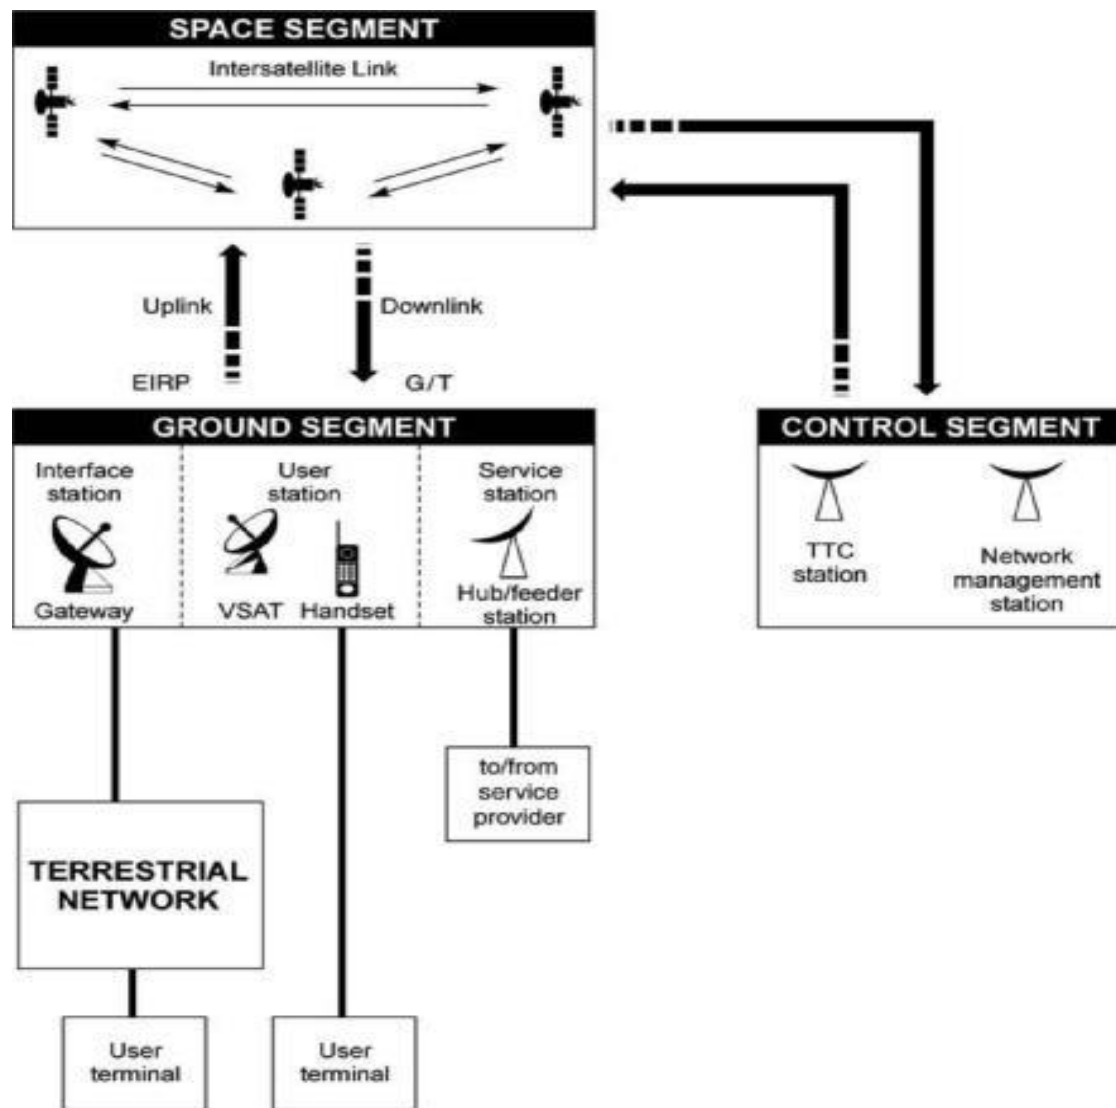 SPACE SEGMENT
Intersatellite Link
Uplink
Downlink
EIRP
G/T
GROUND SEGMENT
Interface
station
Gateway
User
station
VSAT
Handset
Service
station
Hub/feeder
station
CONTROL SEGMENT
TTC
station
Network
management
station
to/from
service
provider
TERRESTRIAL
NETWORK
User
terminal
User
terminal